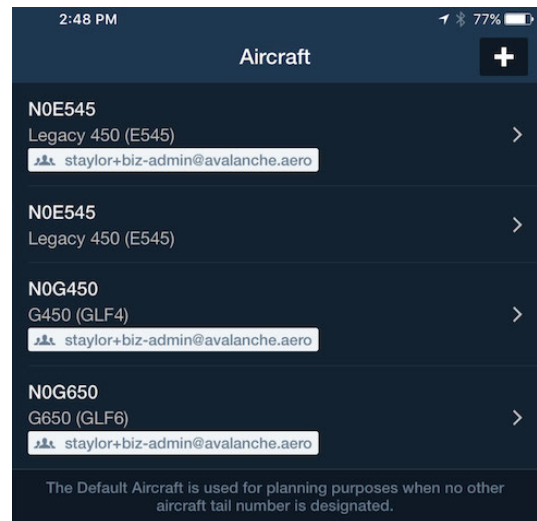 2:48 PM 77%
Aircraft
N0E545
Legacy 450 (E545)
staylor+biz-admin@avalanche.aero
N0E545
Legacy 450 (E545)
N0G450
G450 (GLF4)
staylor+biz-admin@avalanche.aero
N0G650
G650 (GLF6)
staylor+biz-admin@avalanche.aero
The Default Aircraft is used for planning purposes when no other
aircraft tail number is designated.